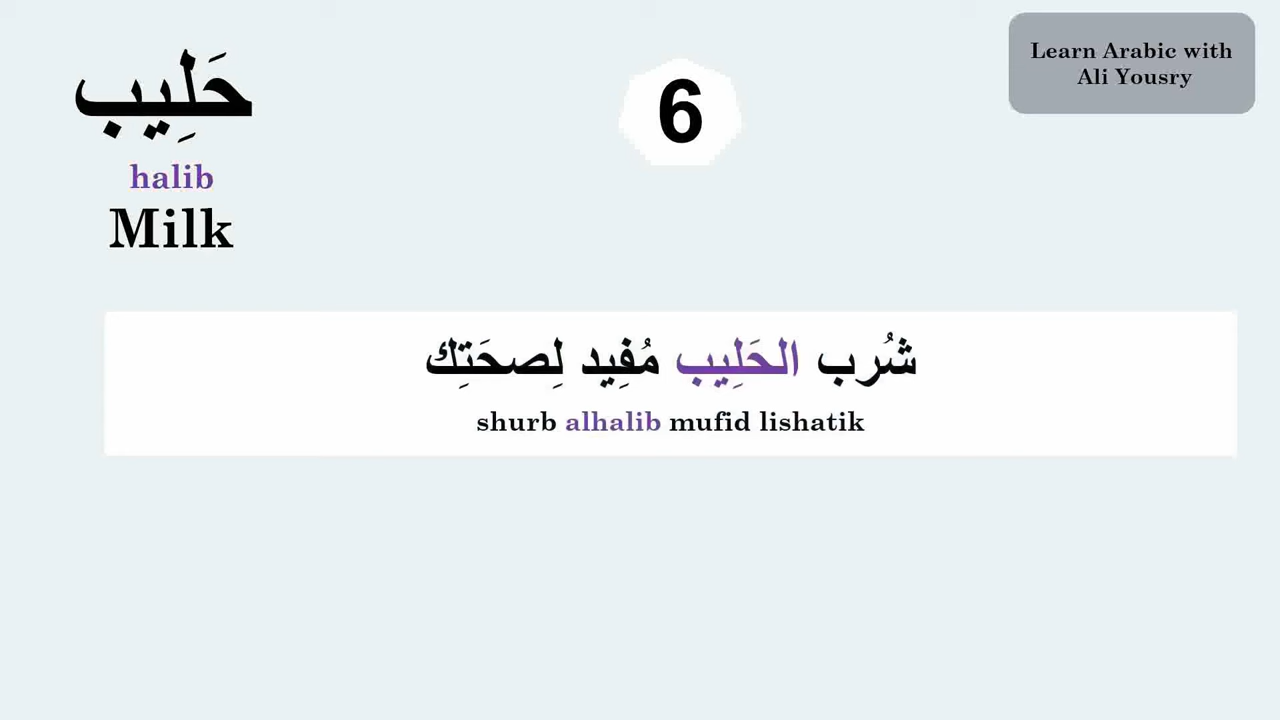 Learn Arabic with
Ali Yousry
6
حَلِيب
halib
Milk
شُرب الحَلِيب مُفِيد لِصحَتِك
shurb alhalib mufid lishatik